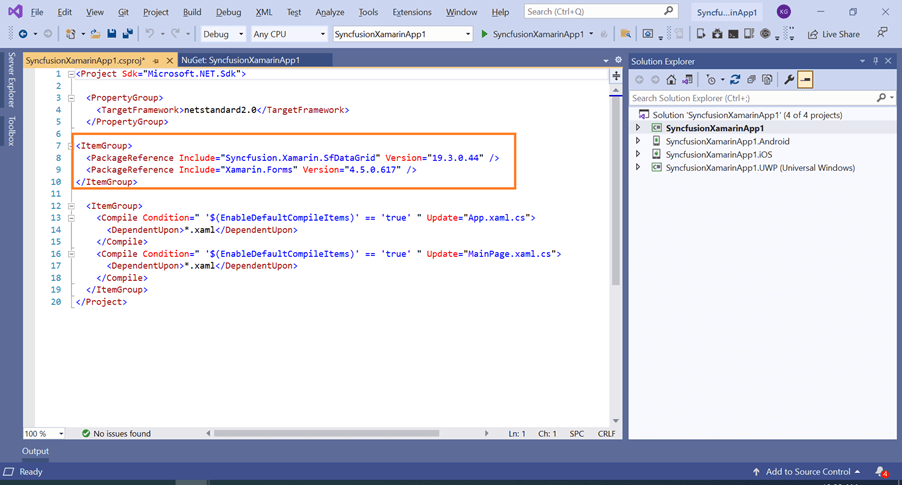 File Edit View Git Project Build Debug XML Test Analyze Tools Extensions Window Help Search (Ctrl+Q) Syncfu...inApp1 KG
Debug Any CPU SyncfusionXamarinApp1 SyncfusionXamarinApp1 Live Share
Server Explorer
Toolbox
SyncfusionXamarinApp1.csproj* NuGet: SyncfusionXamarinApp1
1 <Project Sdk="Microsoft.NET.Sdk">
2
3 <PropertyGroup>
4 <TargetFramework>netstandard2.0</TargetFramework>
5 </PropertyGroup>
6
7 <ItemGroup>
8 <PackageReference Include="Syncfusion.Xamarin.SfDataGrid" Version="19.3.0.44" />
9 <PackageReference Include="Xamarin.Forms" Version="4.5.0.617" />
10 </ItemGroup>
11
12 <ItemGroup>
13 <Compile Condition=" '$(EnableDefaultCompileItems)' == 'true' " Update="App.xaml.cs">
14 <DependentUpon>*.xaml</DependentUpon>
15 </Compile>
16 <Compile Condition=" '$(EnableDefaultCompileItems)' == 'true' " Update="MainPage.xaml.cs">
17 <DependentUpon>*.xaml</DependentUpon>
18 </Compile>
19 </ItemGroup>
20 </Project>
100 % No issues found Ln: 1 Ch: 1 SPC CRLF
Solution Explorer
Search Solution Explorer (Ctrl+;)
Solution 'SyncfusionXamarinApp1' (4 of 4 projects)
SyncfusionXamarinApp1
SyncfusionXamarinApp1.Android
SyncfusionXamarinApp1.iOS
SyncfusionXamarinApp1.UWP (Universal Windows)
Output
Ready Add to Source Control 4